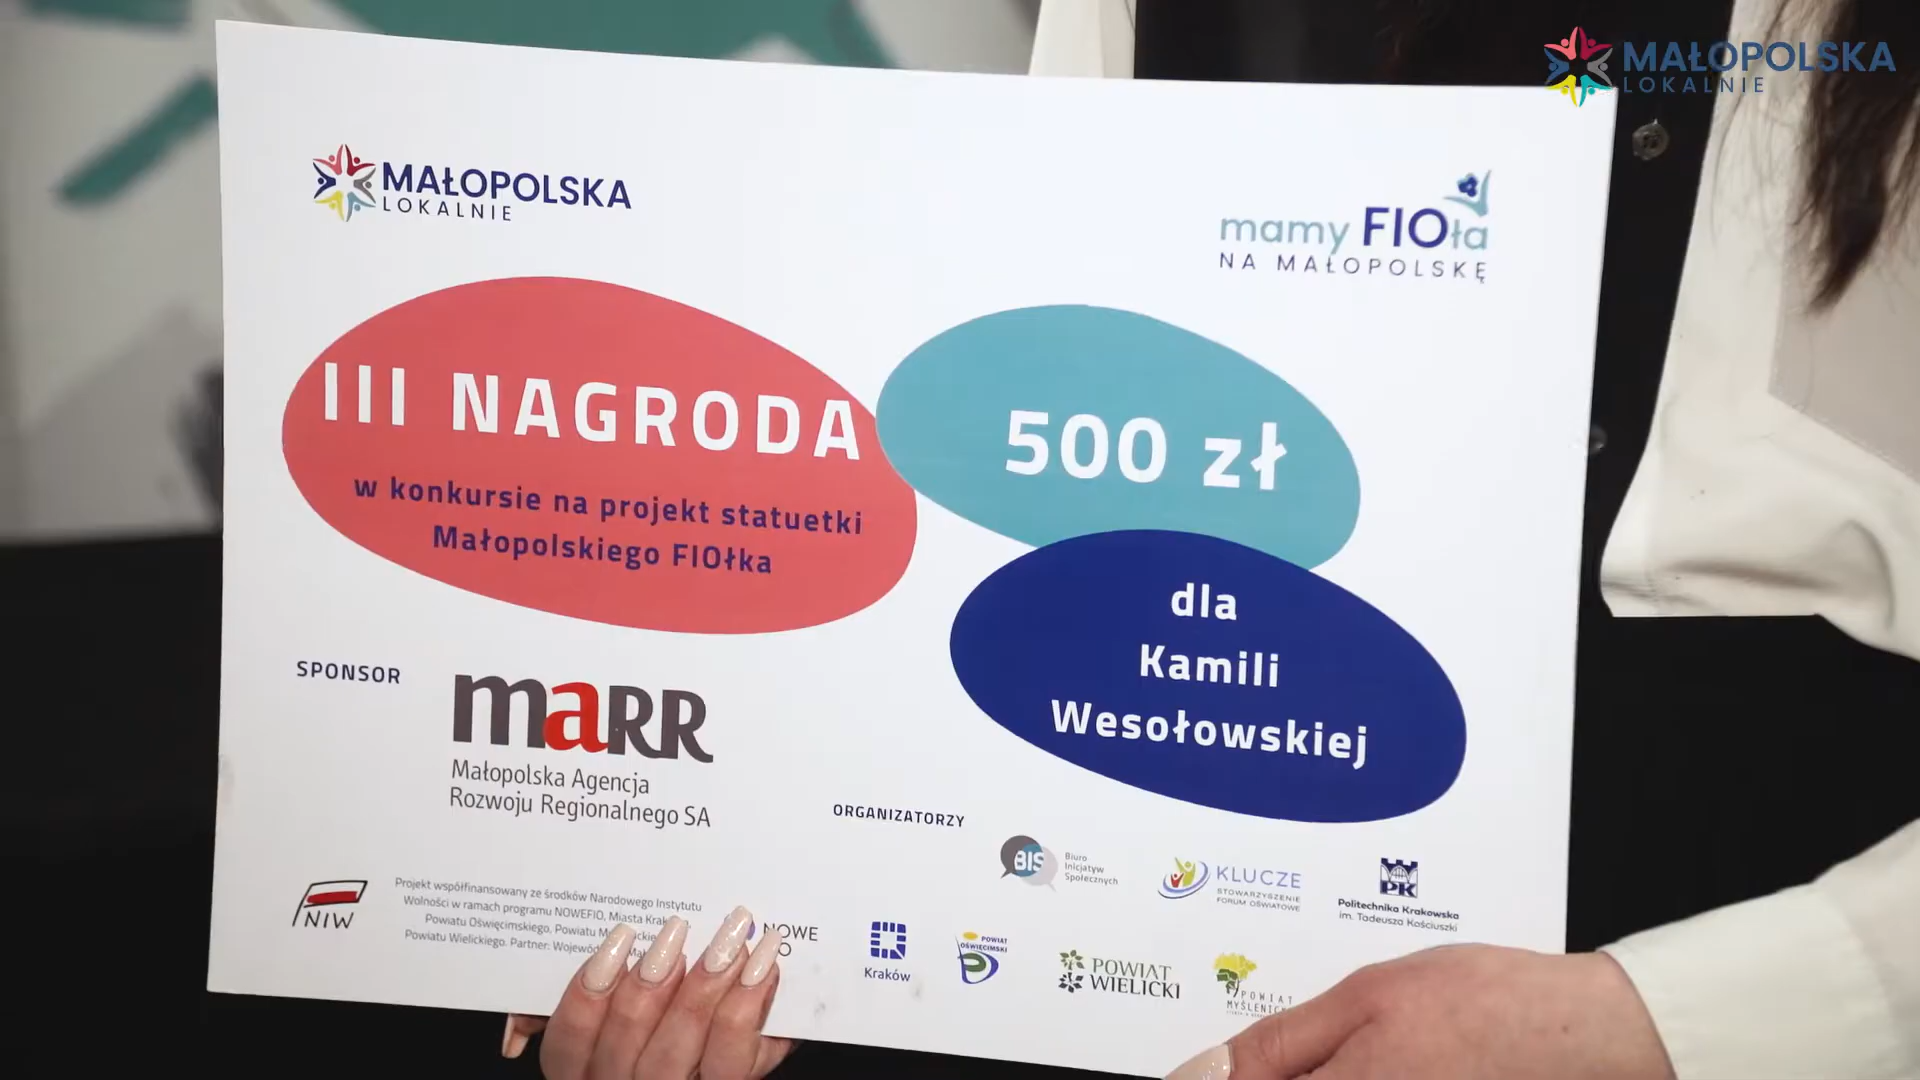 MAŁOPOLSKA
LOKALNIE
MAŁOPOLSKA
LOKALNIE
mamy FIOła
NA MAŁOPOLSKĘ
III NAGRODA
w konkursie na projekt statuetki
Małopolskiego FIOłka
500 zł
dla
Kamili
Wesołowskiej
SPONSOR
maRR
Małopolska Agencja
Rozwoju Regionalnego SA
ORGANIZATORZY
BIS
Biuro
Inicjatyw
Społecznych
KLUCZE
STOWARZYSZENIE
FORUM OŚWIATOWE
PK
Politechnika Krakowska
im. Tadeusza Kościuszki
NIW
Projekt współfinansowany ze środków Narodowego Instytutu
Wolności w ramach programu NOWEFIO, Miasta
Powiatu Oświęcimskiego, Powiatu
Powiatu Wielickiego. Partner:
NOWE
Kraków
POWIAT
OŚWIĘCIMSKI
POWIAT
WIELICKI
POWIAT